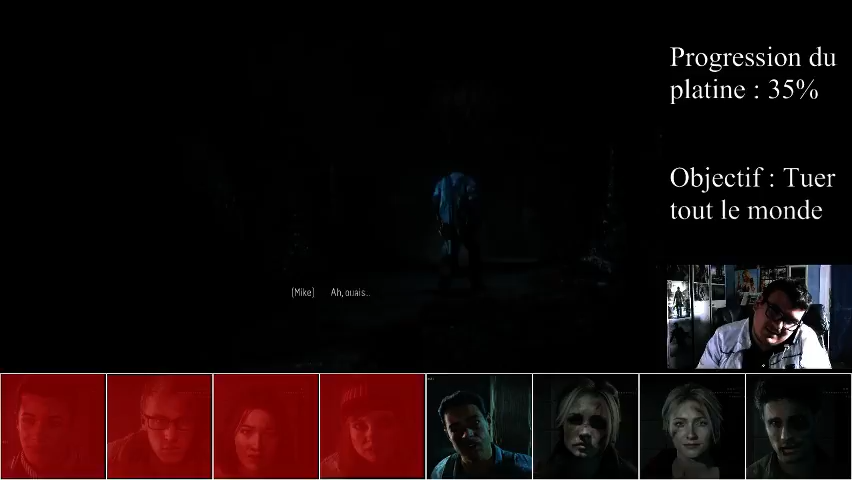 Progression du
platine : 35%
Objectif : Tuer
tout le monde
[Mike] Ah, ouais...